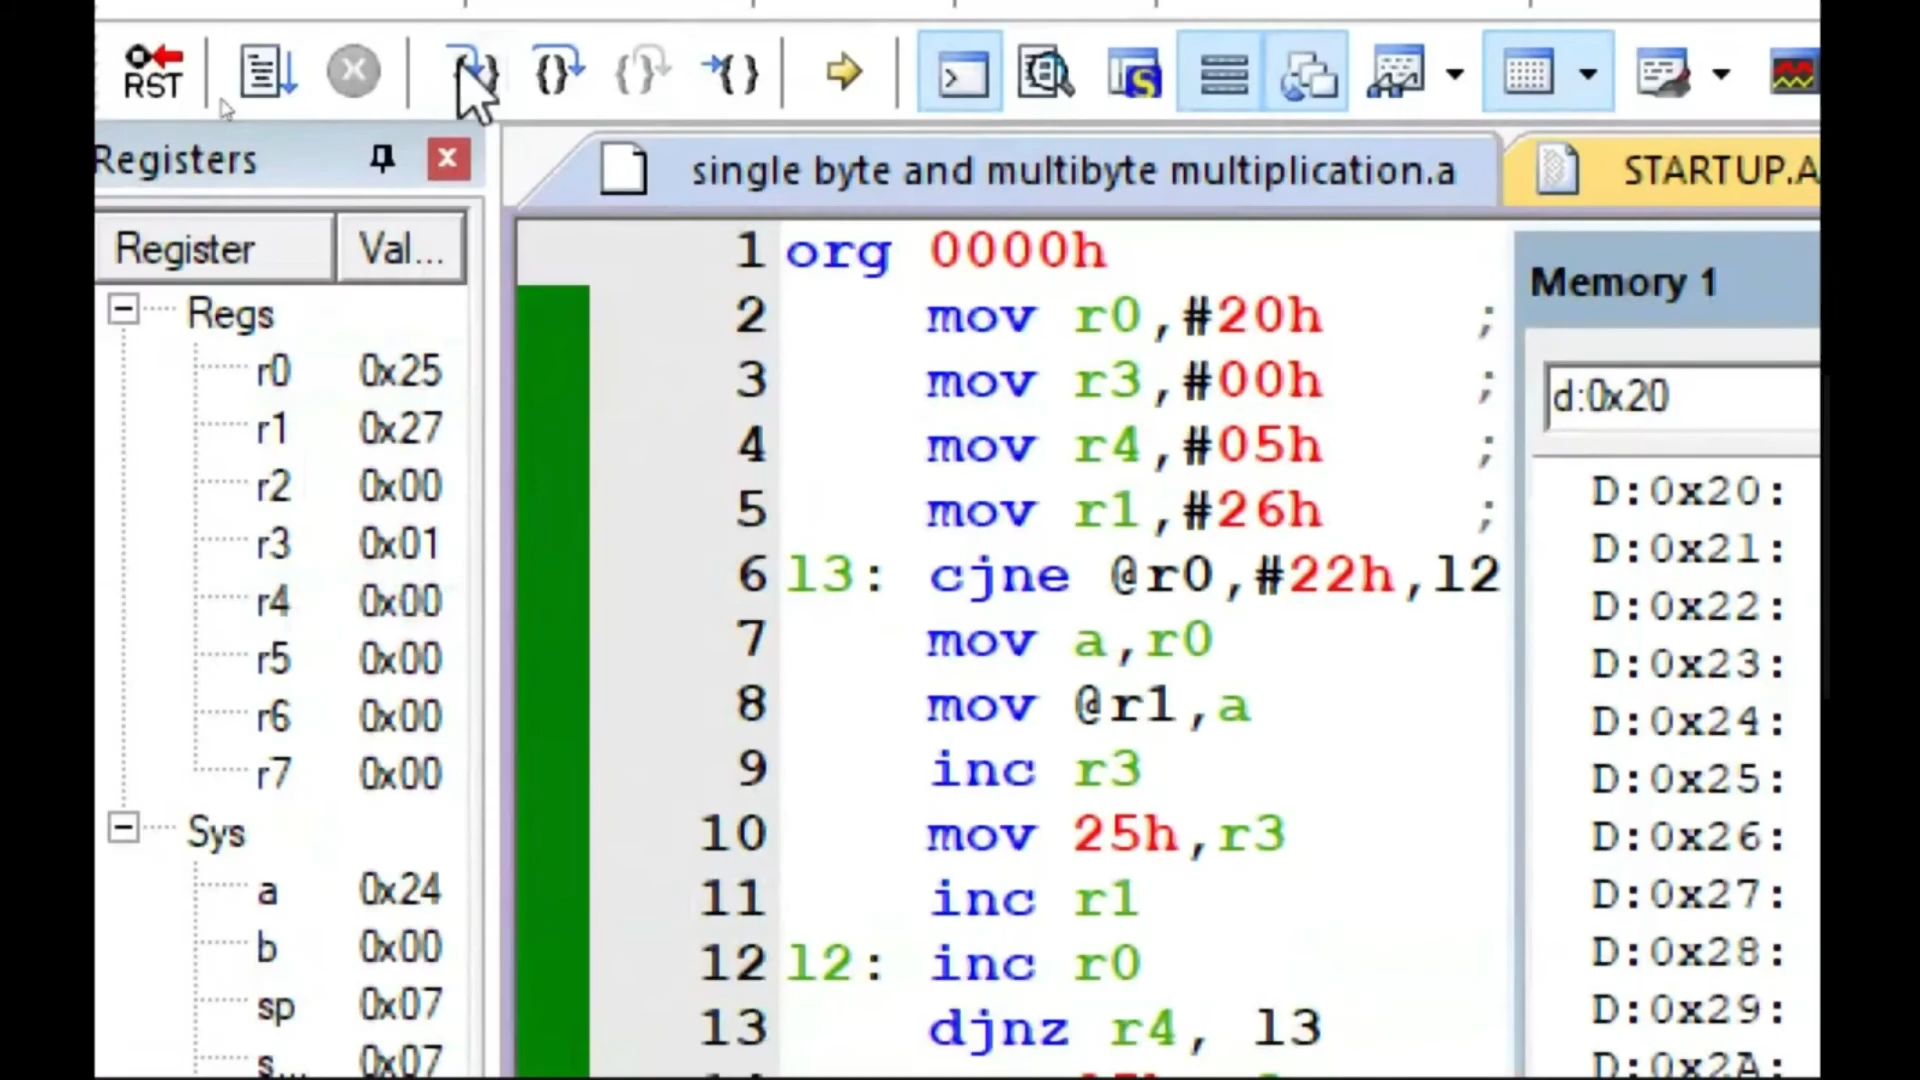 RST
Registers
Register Val...
Regs
r0 0x25
r1 0x27
r2 0x00
r3 0x01
r4 0x00
r5 0x00
r6 0x00
r7 0x00
Sys
a 0x24
b 0x00
sp 0x07
s... 0x07
single byte and multibyte multiplication.a
STARTUP.A
1 org 0000h
2 mov r0,#20h ;
3 mov r3,#00h ;
4 mov r4,#05h ;
5 mov r1,#26h ;
6 l3: cjne @r0,#22h,l2
7 mov a,r0
8 mov @r1,a
9 inc r3
10 mov 25h,r3
11 inc r1
12 l2: inc r0
13 djnz r4, l3
Memory 1
d:0x20
D:0x20:
D:0x21:
D:0x22:
D:0x23:
D:0x24:
D:0x25:
D:0x26:
D:0x27:
D:0x28:
D:0x29:
D:0x2A: